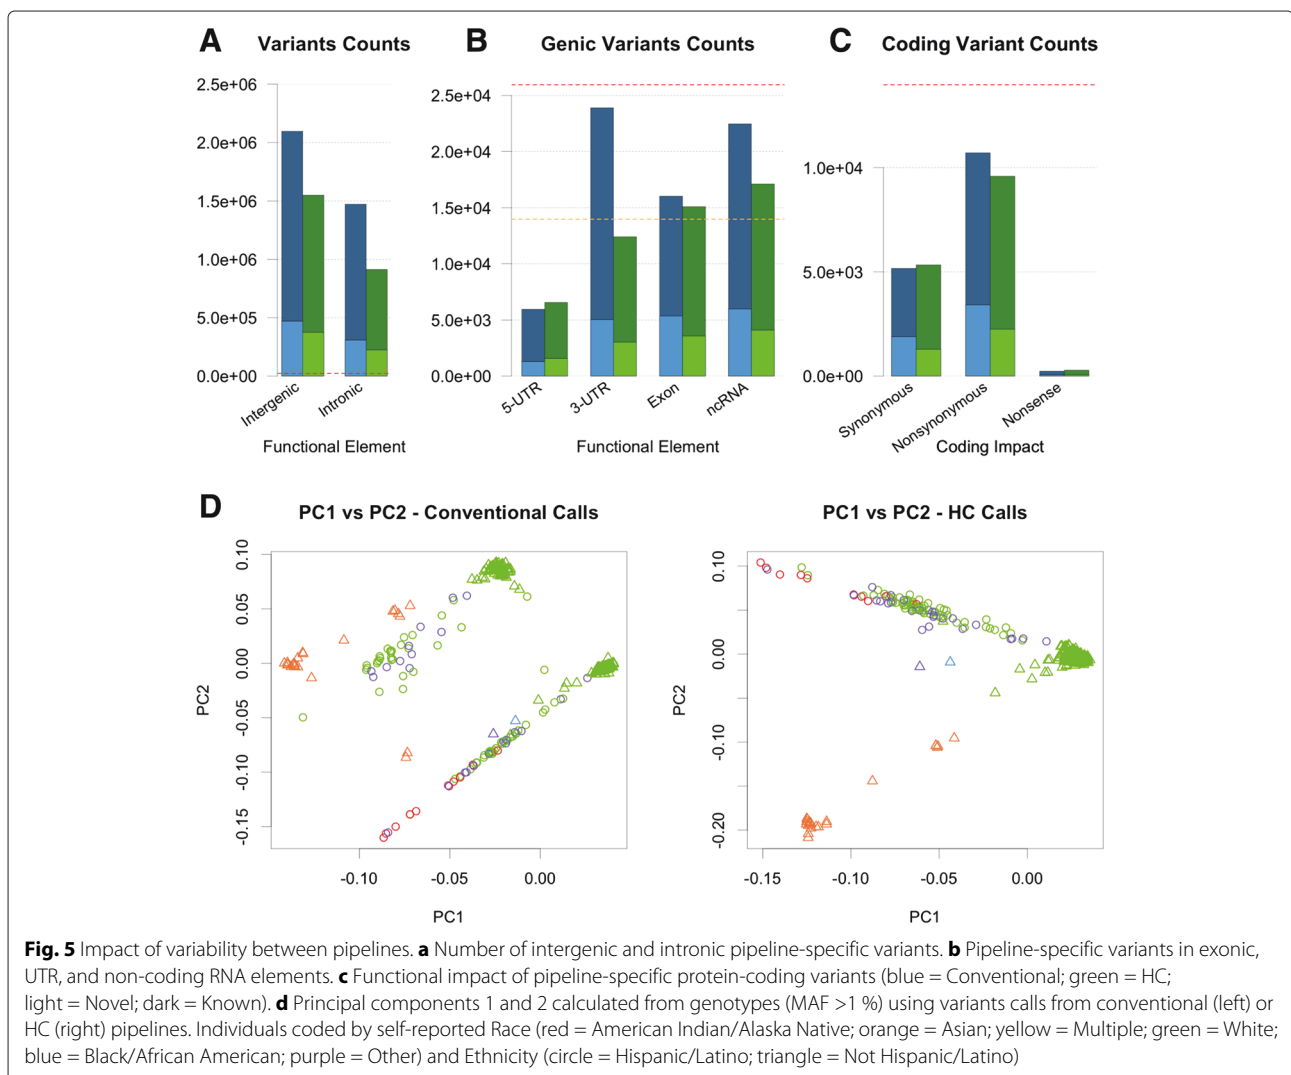 A Variants Counts
2.5e+06
2.0e+06
1.5e+06
1.0e+06
5.0e+05
0.0e+00
Intergenic
Intronic
Functional Element
B Genic Variants Counts
2.5e+04
2.0e+04
1.5e+04
1.0e+04
5.0e+03
0.0e+00
5-UTR
3-UTR
Exon
ncRNA
Functional Element
C Coding Variant Counts
1.0e+04
5.0e+03
0.0e+00
Synonymous
Nonsynonymous
Nonsense
Coding Impact
D PC1 vs PC2 - Conventional Calls
PC2
0.10
0.05
0.00
-0.05
-0.10
-0.15
-0.10 -0.05 0.00
PC1
PC1 vs PC2 - HC Calls
PC2
0.10
0.00
-0.10
-0.20
-0.15 -0.10 -0.05 0.00
PC1
Fig. 5 Impact of variability between pipelines. a Number of intergenic and intronic pipeline-specific variants. b Pipeline-specific variants in exonic,
UTR, and non-coding RNA elements. c Functional impact of pipeline-specific protein-coding variants (blue = Conventional; green = HC;
light = Novel; dark = Known). d Principal components 1 and 2 calculated from genotypes (MAF >1 %) using variants calls from conventional (left) or
HC (right) pipelines. Individuals coded by self-reported Race (red = American Indian/Alaska Native; orange = Asian; yellow = Multiple; green = White;
blue = Black/African American; purple = Other) and Ethnicity (circle = Hispanic/Latino; triangle = Not Hispanic/Latino)